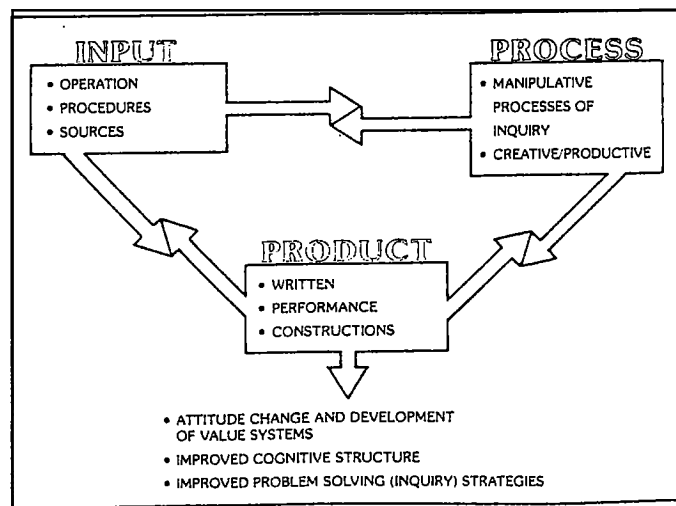 INPUT
• OPERATION
• PROCEDURES
• SOURCES
PROCESS
• MANIPULATIVE
PROCESSES OF
INQUIRY
• CREATIVE/PRODUCTIVE
PRODUCT
• WRITTEN
• PERFORMANCE
• CONSTRUCTIONS
• ATTITUDE CHANGE AND DEVELOPMENT
OF VALUE SYSTEMS
• IMPROVED COGNITIVE STRUCTURE
• IMPROVED PROBLEM SOLVING (INQUIRY) STRATEGIES